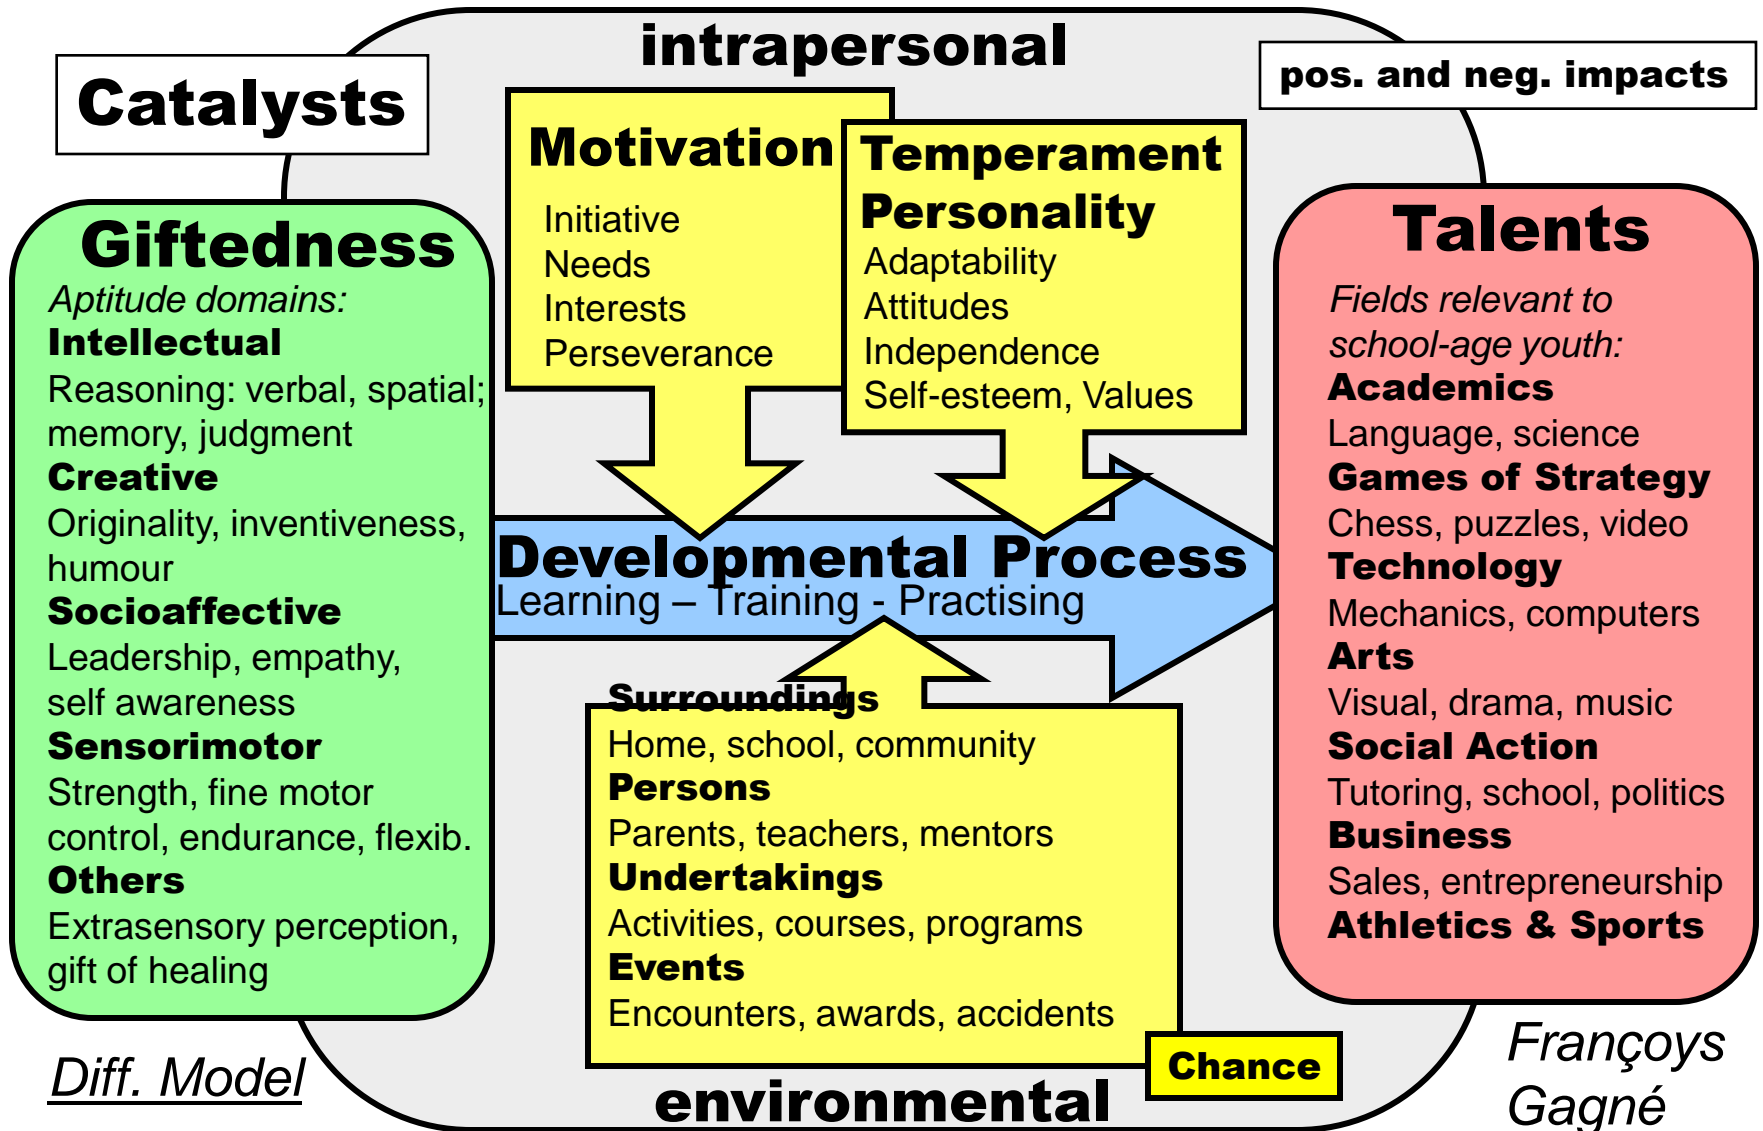 intrapersonal
Catalysts
pos. and neg. impacts
Motivation
Initiative
Needs
Interests
Perseverance
Temperament
Personality
Adaptability
Attitudes
Independence
Self-esteem, Values
Giftedness
Aptitude domains:
Intellectual
Reasoning: verbal, spatial;
memory, judgment
Creative
Originality, inventiveness,
humour
Socioaffective
Leadership, empathy,
self awareness
Sensorimotor
Strength, fine motor
control, endurance, flexib.
Others
Extrasensory perception,
gift of healing
Developmental Process
Learning – Training - Practising
Surroundings
Home, school, community
Persons
Parents, teachers, mentors
Undertakings
Activities, courses, programs
Events
Encounters, awards, accidents
Chance
environmental
Talents
Fields relevant to
school-age youth:
Academics
Language, science
Games of Strategy
Chess, puzzles, video
Technology
Mechanics, computers
Arts
Visual, drama, music
Social Action
Tutoring, school, politics
Business
Sales, entrepreneurship
Athletics & Sports
Diff. Model
Françoys
Gagné